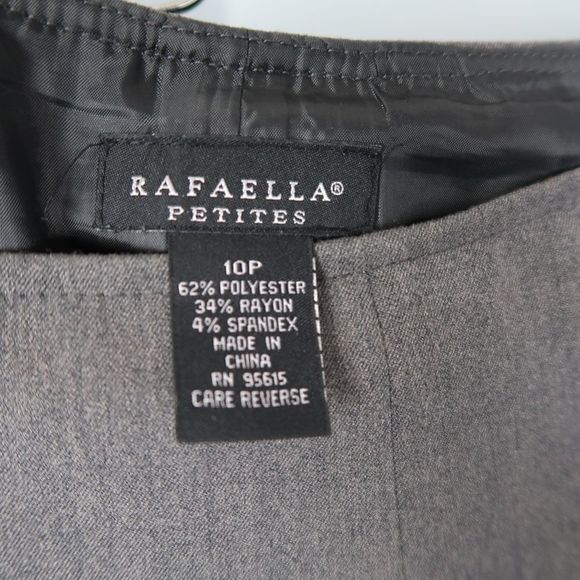 RAFAELLA®
PETITES
10P
62% POLYESTER
34% RAYON
4% SPANDEX
MADE IN
CHINA
RN 95615
CARE REVERSE